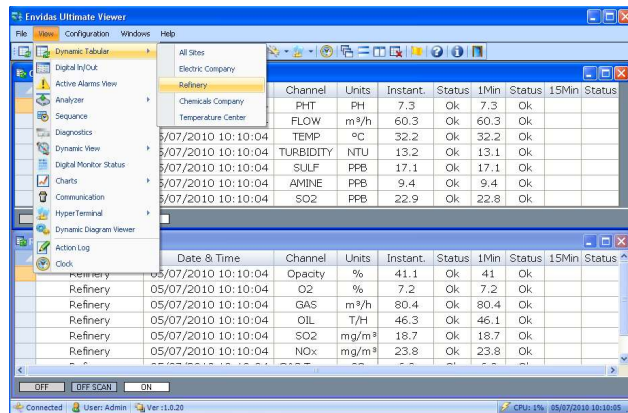 Envidas Ultimate Viewer
File View Configuration Windows Help
Dynamic Tabular
Digital In/Out
Active Alarms View
Analyzer
Sequence
Diagnostics
Dynamic View
Digital Monitor Status
Charts
Communication
HyperTerminal
Dynamic Diagram Viewer
Action Log
Clock
All Sites
Electric Company
Refinery
Chemicals Company
Temperature Center
Channel Units Instant. Status 1Min Status 15Min Status
PHT PH 7.3 Ok 7.3 Ok
FLOW m³/h 60.3 Ok 60.3 Ok
5/07/2010 10:10:04 TEMP ºC 32.2 Ok 32.2 Ok
5/07/2010 10:10:04 TURBIDITY NTU 13.2 Ok 13.1 Ok
5/07/2010 10:10:04 SULF PPB 17.1 Ok 17.1 Ok
5/07/2010 10:10:04 AMINE PPB 9.4 Ok 9.4 Ok
5/07/2010 10:10:04 SO2 PPB 22.9 Ok 22.8 Ok
Date & Time Channel Units Instant. Status 1Min Status 15Min Status
Refinery 05/07/2010 10:10:04 Opacity % 41.1 Ok 41 Ok
Refinery 05/07/2010 10:10:04 O2 % 7.2 Ok 7.2 Ok
Refinery 05/07/2010 10:10:04 GAS m³/h 80.4 Ok 80.4 Ok
Refinery 05/07/2010 10:10:04 OIL T/H 46.3 Ok 46.1 Ok
Refinery 05/07/2010 10:10:04 SO2 mg/m³ 18.7 Ok 18.7 Ok
Refinery 05/07/2010 10:10:04 NOx mg/m³ 23.8 Ok 23.8 Ok
OFF OFF SCAN ON
Connected User: Admin Ver :1.0.20 CPU: 1% 05/07/2010 10:10:05